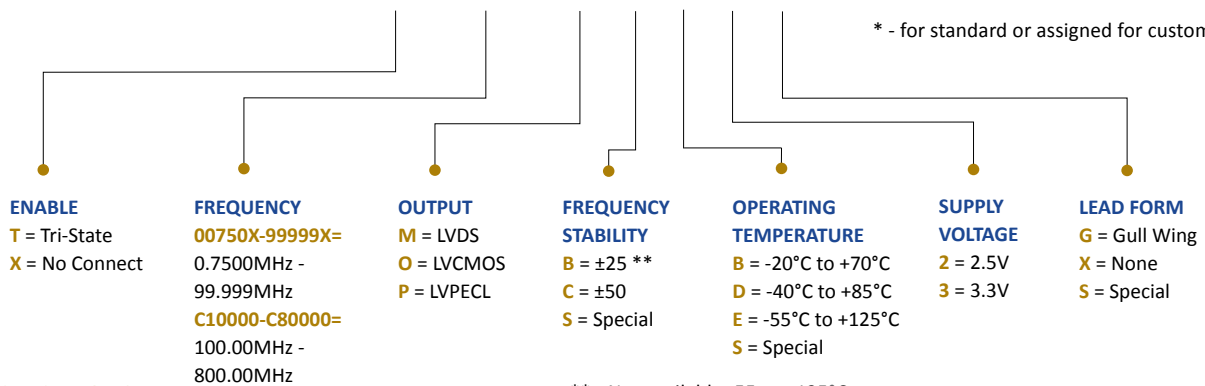 * - for standard or assigned for custom
ENABLE
T = Tri-State
X = No Connect
FREQUENCY
00750X-99999X=
0.7500MHz -
99.999MHz
C10000-C80000=
100.00MHz -
800.00MHz
OUTPUT
M = LVDS
O = LVCMOS
P = LVPECL
FREQUENCY
STABILITY
B = ±25 **
C = ±50
S = Special
OPERATING
TEMPERATURE
B = -20°C to +70°C
D = -40°C to +85°C
E = -55°C to +125°C
S = Special
SUPPLY
VOLTAGE
2 = 2.5V
3 = 3.3V
LEAD FORM
G = Gull Wing
X = None
S = Special